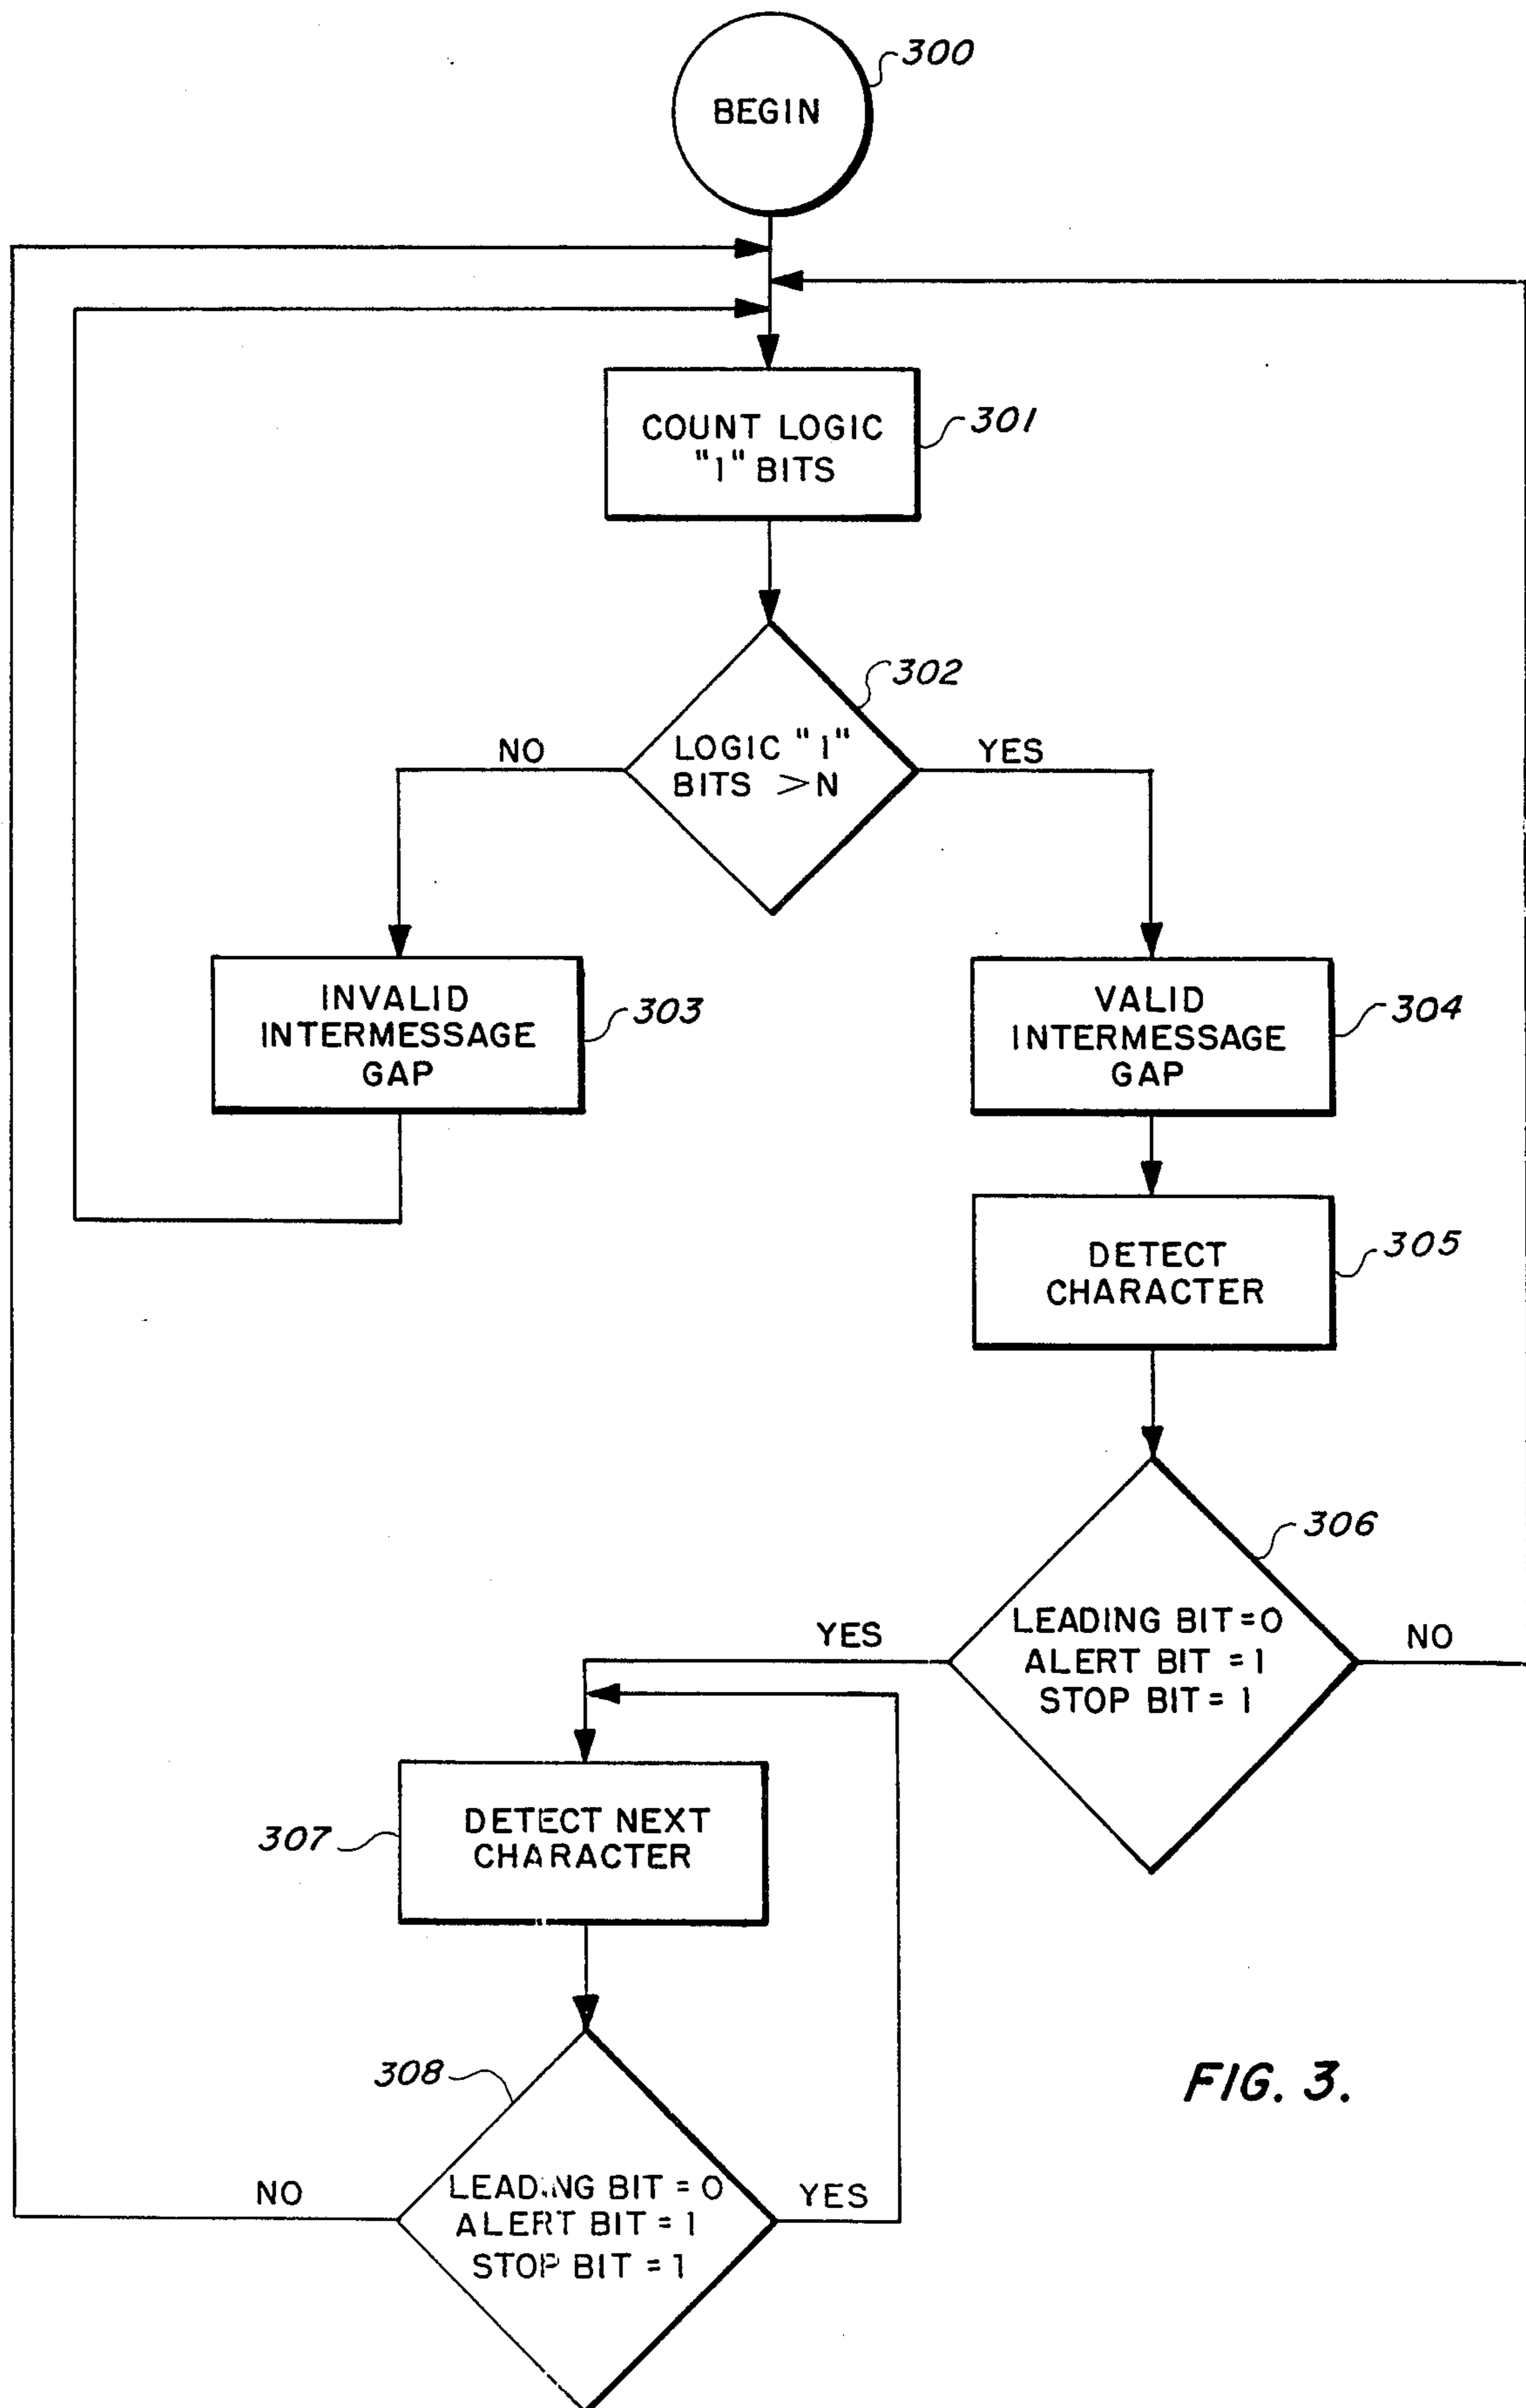 300
BEGIN
COUNT LOGIC
"1" BITS
301
302
LOGIC "1"
BITS >N
NO
YES
INVALID
INTERMESSAGE
GAP
303
VALID
INTERMESSAGE
GAP
304
DETECT
CHARACTER
305
306
LEADING BIT=0
ALERT BIT =1
STOP BIT= 1
YES
NO
DETECT NEXT
CHARACTER
307
308
LEADING BIT = 0
ALERT BIT = 1
STOP BIT = 1
NO
YES
FIG. 3.